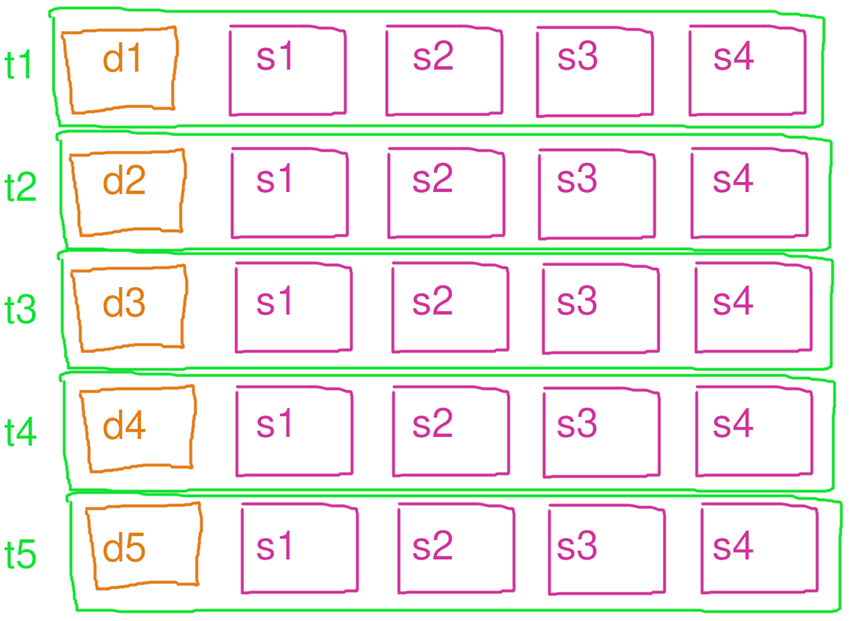 t1 d1 s1 s2 s3 s4
t2 d2 s1 s2 s3 s4
t3 d3 s1 s2 s3 s4
t4 d4 s1 s2 s3 s4
t5 d5 s1 s2 s3 s4